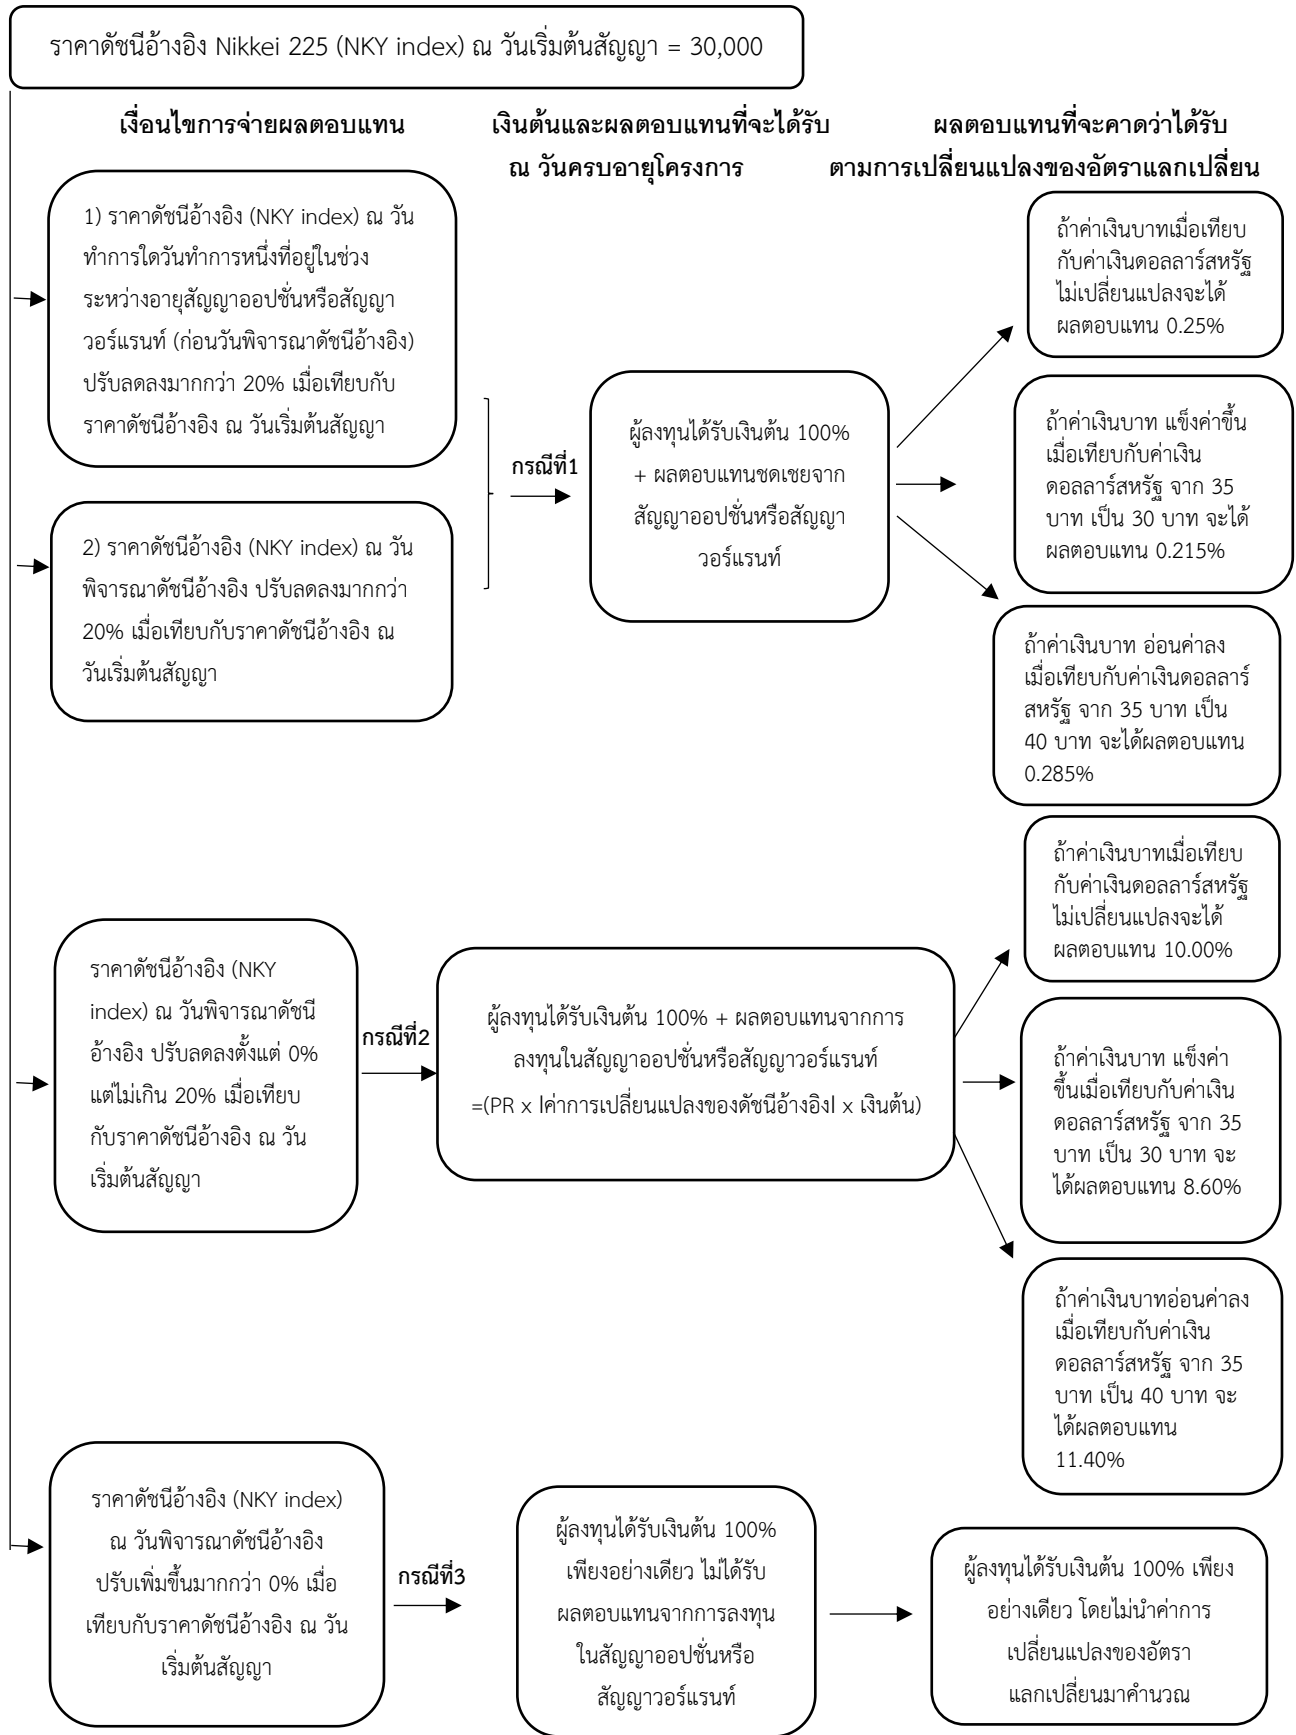 ราคาดัชนีอ้างอิง Nikkei 225 (NKY index) ณ วันเริ่มต้นสัญญา = 30,000
เงื่อนไขการจ่ายผลตอบแทน
เงินต้นและผลตอบแทนที่จะได้รับ
ณ วันครบอายุโครงการ
ผลตอบแทนที่จะคาดว่าได้รับ
ตามการเปลี่ยนแปลงของอัตราแลกเปลี่ยน
1) ราคาดัชนีอ้างอิง (NKY index) ณ วัน
ทำการใดวันทำการหนึ่งที่อยู่ในช่วง
ระหว่างอายุสัญญาออปชั่นหรือสัญญา
วอร์แรนท์ (ก่อนวันพิจารณาดัชนีอ้างอิง)
ปรับลดลงมากกว่า 20% เมื่อเทียบกับ
ราคาดัชนีอ้างอิง ณ วันเริ่มต้นสัญญา
2) ราคาดัชนีอ้างอิง (NKY index) ณ วัน
พิจารณาดัชนีอ้างอิง ปรับลดลงมากกว่า
20% เมื่อเทียบกับราคาดัชนีอ้างอิง ณ
วันเริ่มต้นสัญญา
กรณีที่1
ผู้ลงทุนได้รับเงินต้น 100%
+ ผลตอบแทนชดเชยจาก
สัญญาออปชั่นหรือสัญญา
วอร์แรนท์
ถ้าค่าเงินบาทเมื่อเทียบ
กับค่าเงินดอลลาร์สหรัฐ
ไม่เปลี่ยนแปลงจะได้
ผลตอบแทน 0.25%
ถ้าค่าเงินบาท แข็งค่าขึ้น
เมื่อเทียบกับค่าเงิน
ดอลลาร์สหรัฐ จาก 35
บาท เป็น 30 บาท จะได้
ผลตอบแทน 0.215%
ถ้าค่าเงินบาท อ่อนค่าลง
เมื่อเทียบกับค่าเงินดอลลาร์
สหรัฐ จาก 35 บาท เป็น
40 บาท จะได้ผลตอบแทน
0.285%
ราคาดัชนีอ้างอิง (NKY
index) ณ วันพิจารณาดัชนี
อ้างอิง ปรับลดลงตั้งแต่ 0%
แต่ไม่เกิน 20% เมื่อเทียบ
กับราคาดัชนีอ้างอิง ณ วัน
เริ่มต้นสัญญา
กรณีที่2
ผู้ลงทุนได้รับเงินต้น 100% + ผลตอบแทนจากการ
ลงทุนในสัญญาออปชั่นหรือสัญญาวอร์แรนท์
=(PR x lค่าการเปลี่ยนแปลงของดัชนีอ้างอิงl x เงินต้น)
ถ้าค่าเงินบาทเมื่อเทียบ
กับค่าเงินดอลลาร์สหรัฐ
ไม่เปลี่ยนแปลงจะได้
ผลตอบแทน 10.00%
ถ้าค่าเงินบาท แข็งค่า
ขึ้นเมื่อเทียบกับค่าเงิน
ดอลลาร์สหรัฐ จาก 35
บาท เป็น 30 บาท จะ
ได้ผลตอบแทน 8.60%
ถ้าค่าเงินบาทอ่อนค่าลง
เมื่อเทียบกับค่าเงิน
ดอลลาร์สหรัฐ จาก 35
บาท เป็น 40 บาท จะ
ได้ผลตอบแทน
11.40%
ราคาดัชนีอ้างอิง (NKY index)
ณ วันพิจารณาดัชนีอ้างอิง
ปรับเพิ่มขึ้นมากกว่า 0% เมื่อ
เทียบกับราคาดัชนีอ้างอิง ณ วัน
เริ่มต้นสัญญา
กรณีที่3
ผู้ลงทุนได้รับเงินต้น 100%
เพียงอย่างเดียว ไม่ได้รับ
ผลตอบแทนจากการลงทุน
ในสัญญาออปชั่นหรือ
สัญญาวอร์แรนท์
ผู้ลงทุนได้รับเงินต้น 100% เพียง
อย่างเดียว โดยไม่นำค่าการ
เปลี่ยนแปลงของอัตรา
แลกเปลี่ยนมาคำนวณ